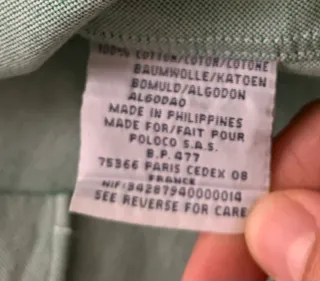 100% COTTON/COTON/COTONE
BAUMWOLLE/KATOEN
BOMULD/ALGODON
ALGODAO
MADE IN PHILIPPINES
MADE FOR/FAIT POUR
POLOCO S.A.S.
B.P. 477
75366 PARIS CEDEX 08
FRANCE
NIF:84287940000014
SEE REVERSE FOR CARE